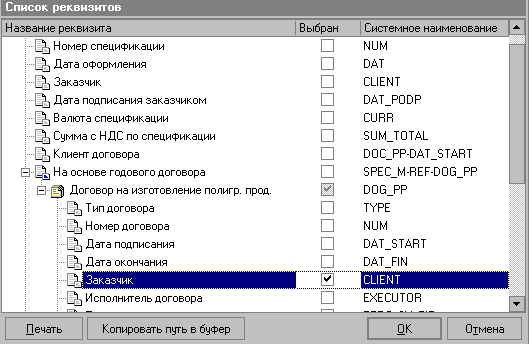 Список реквизитов
Название реквизита Выбран Системное наименование
Номер спецификации NUM
Дата оформления DAT
Заказчик CLIENT
Дата подписания заказчиком DAT_PODP
Валюта спецификации CURR
Сумма с НДС по спецификации SUM_TOTAL
Клиент договора DOC_PP-DAT_START
На основе годового договора SPEC_M-REF-DOG_PP
Договор на изготовление полигр. прод. DOG_PP
Тип договора TYPE
Номер договора NUM
Дата подписания DAT_START
Дата окончания DAT_FIN
Заказчик CLIENT
Исполнитель договора EXECUTOR
Печать Копировать путь в буфер OK Отмена